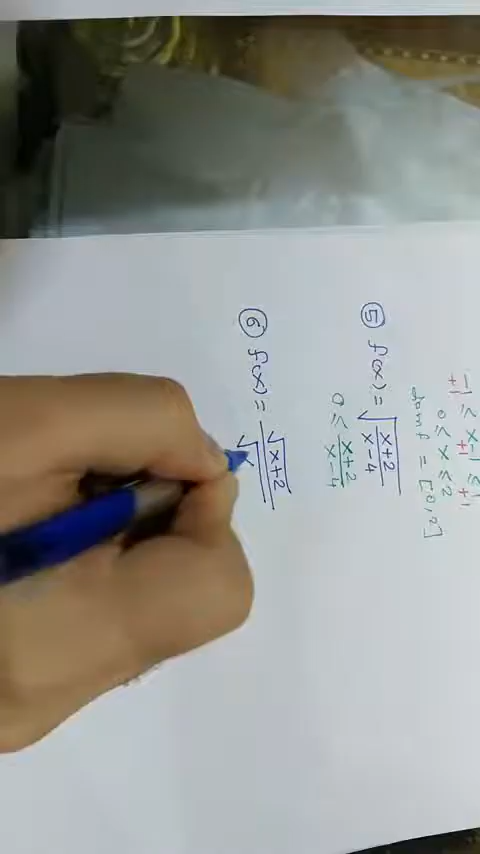 -1 ≤ x-1 ≤ 1
+1 +1 +1
0 ≤ x ≤ 2
dom f = [0, 2]
⑤ f(x) = √(x+2 / x-4)
0 ≤ x+2 / x-4
⑥ f(x) = √(x+2) / √x